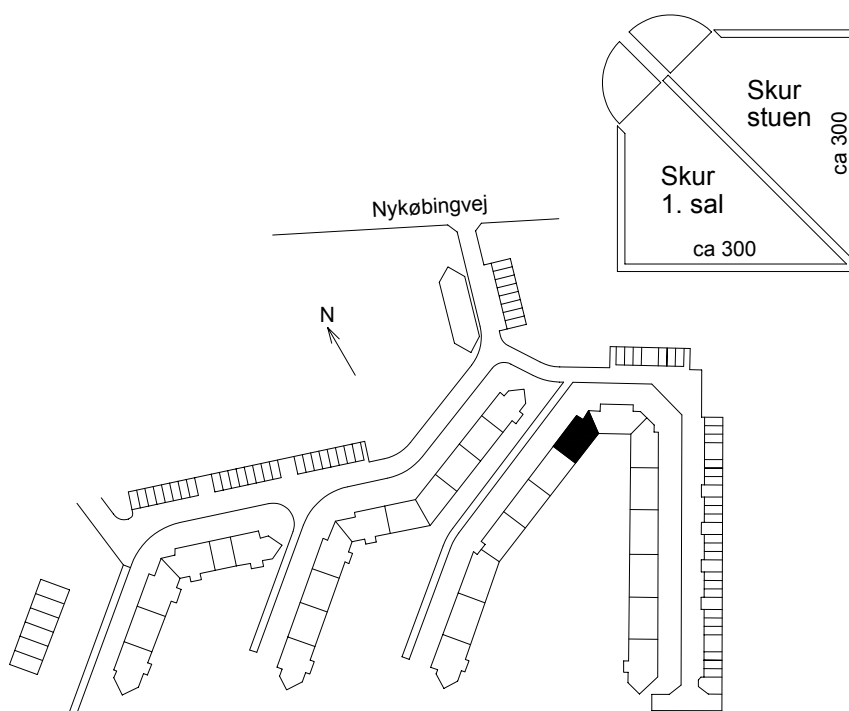 Skur
stuen
ca 300
Skur
1. sal
ca 300
Nykøbingvej
N